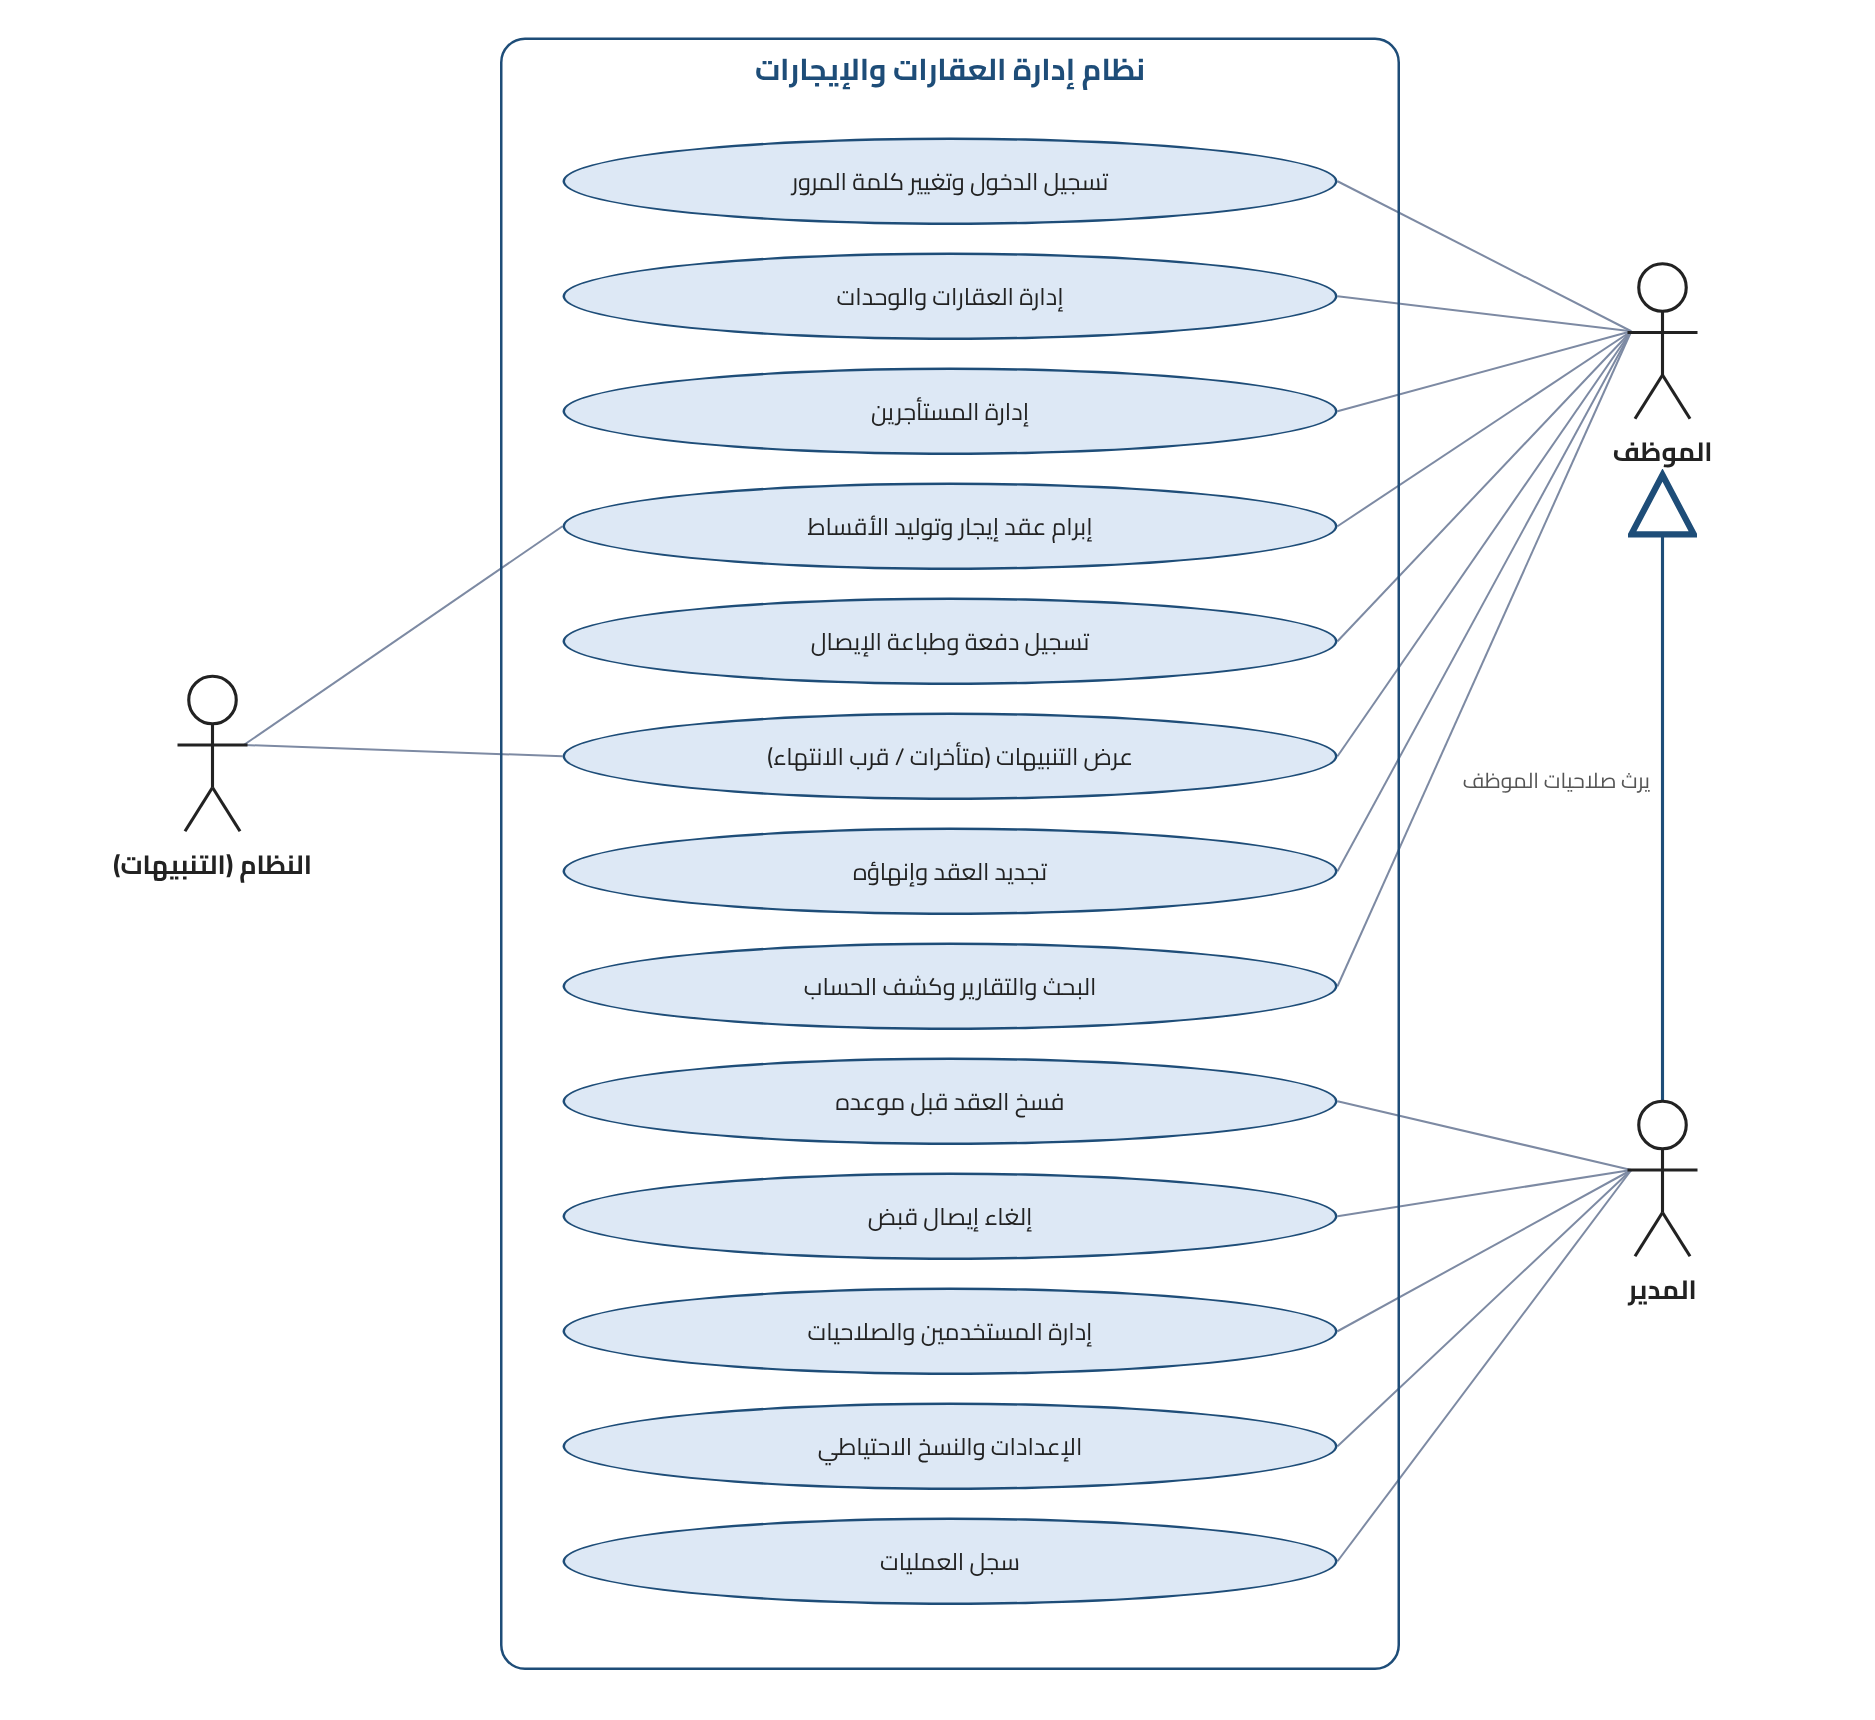 نظام إدارة العقارات والإيجارات
تسجيل الدخول وتغيير كلمة المرور
إدارة العقارات والوحدات
إدارة المستأجرين
إبرام عقد إيجار وتوليد الأقساط
تسجيل دفعة وطباعة الإيصال
عرض التنبيهات (متأخرات / قرب الانتهاء)
تجديد العقد وإنهاؤه
البحث والتقارير وكشف الحساب
فسخ العقد قبل موعده
إلغاء إيصال قبض
إدارة المستخدمين والصلاحيات
الإعدادات والنسخ الاحتياطي
سجل العمليات
الموظف
يرث صلاحيات الموظف
المدير
النظام (التنبيهات)